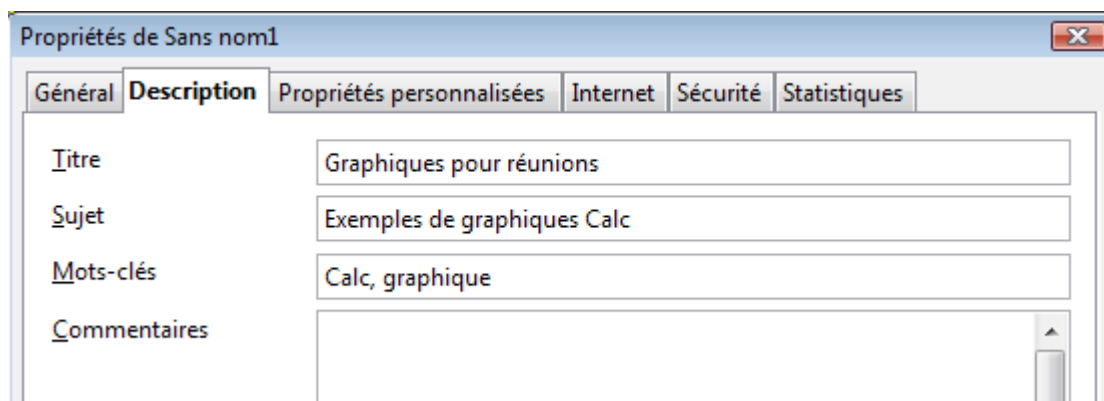 Propriétés de Sans nom1
Général Description Propriétés personnalisées Internet Sécurité Statistiques
Titre Graphiques pour réunions
Sujet Exemples de graphiques Calc
Mots-clés Calc, graphique
Commentaires